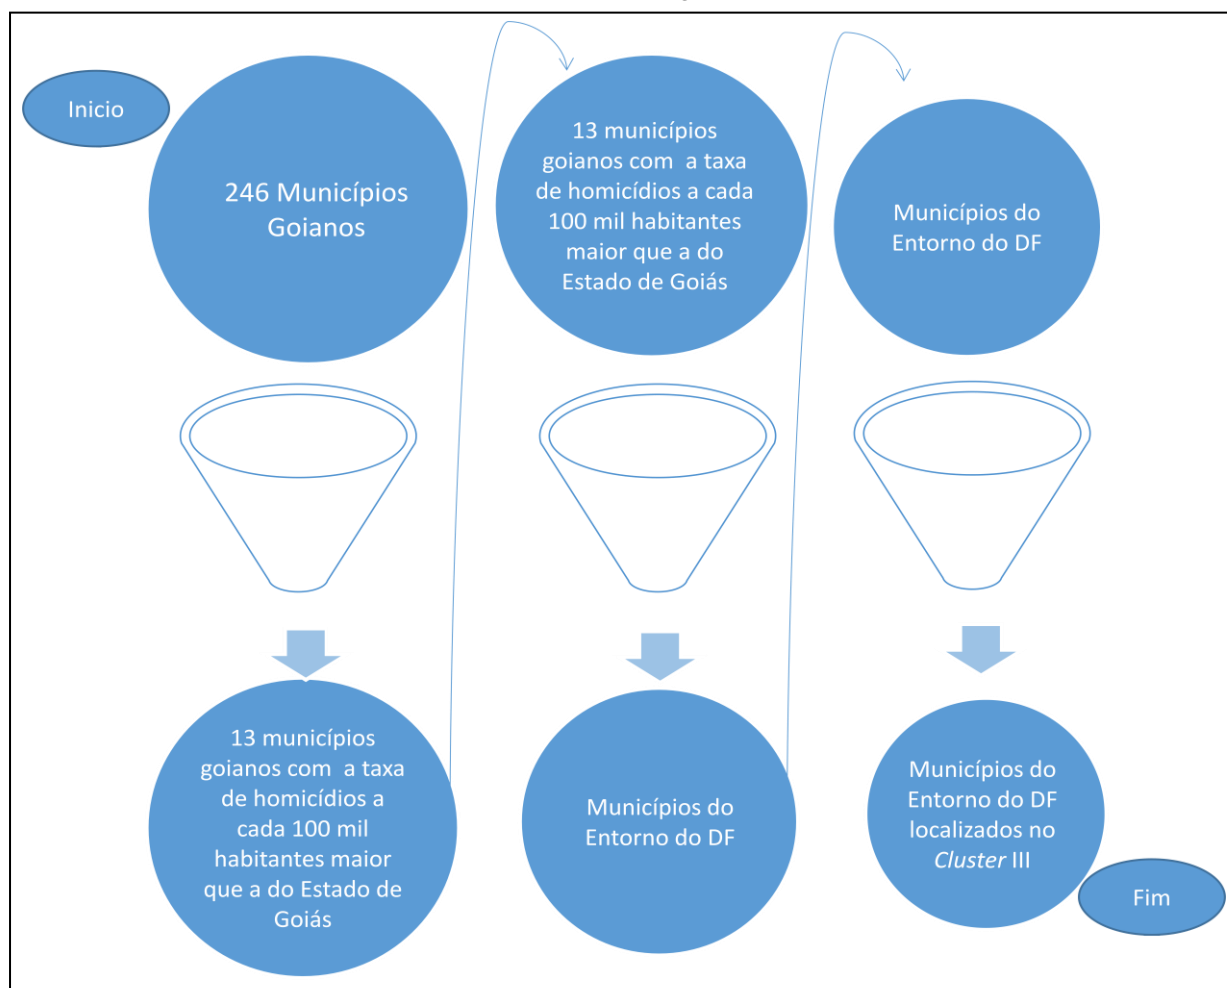 Inicio
246 Municípios
Goianos
13 municípios
goianos com a taxa
de homicídios a
cada 100 mil
habitantes maior
que a do Estado de
Goiás
13 municípios
goianos com a taxa
de homicídios a cada
100 mil habitantes
maior que a do
Estado de Goiás
Municípios do
Entorno do DF
Municípios do
Entorno do DF
Municípios do
Entorno do DF
localizados no
Cluster III
Fim